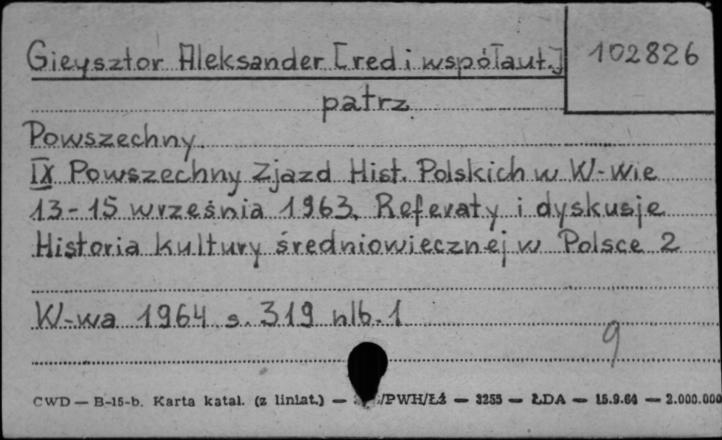 Gieysztor Aleksander [red i współaut.]
102826
patrz
Powszechny
IX Powszechny Zjazd Hist. Polskich w W-wie
13-15 września 1963. Referaty i dyskusje
Historia kultury średniowiecznej w Polsce 2
W-wa 1964 s. 319 nlb. 1
9
CWD — B-15-b. Karta katal. (z liniat.) — /PWH/Łź — 3255 — ŁDA — 15.9.64 — 2.000.000